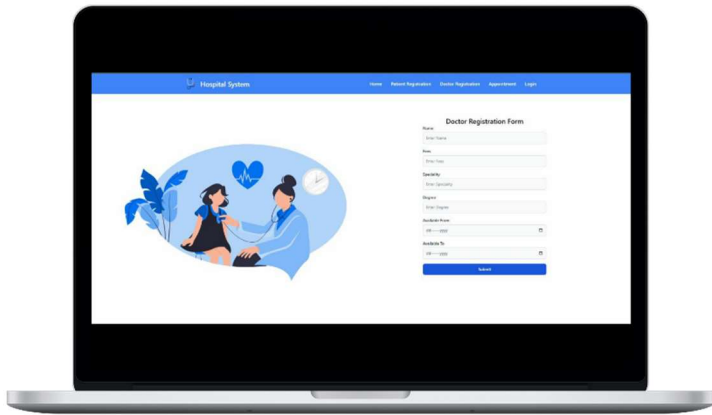 Hospital System
Home Patient Registration Doctor Registration Appointment Login
Doctor Registration Form
Name
Enter Name
Fees
Enter Fees
Speciality
Enter Speciality
Degree
Enter Degree
Available From
Available To
Submit